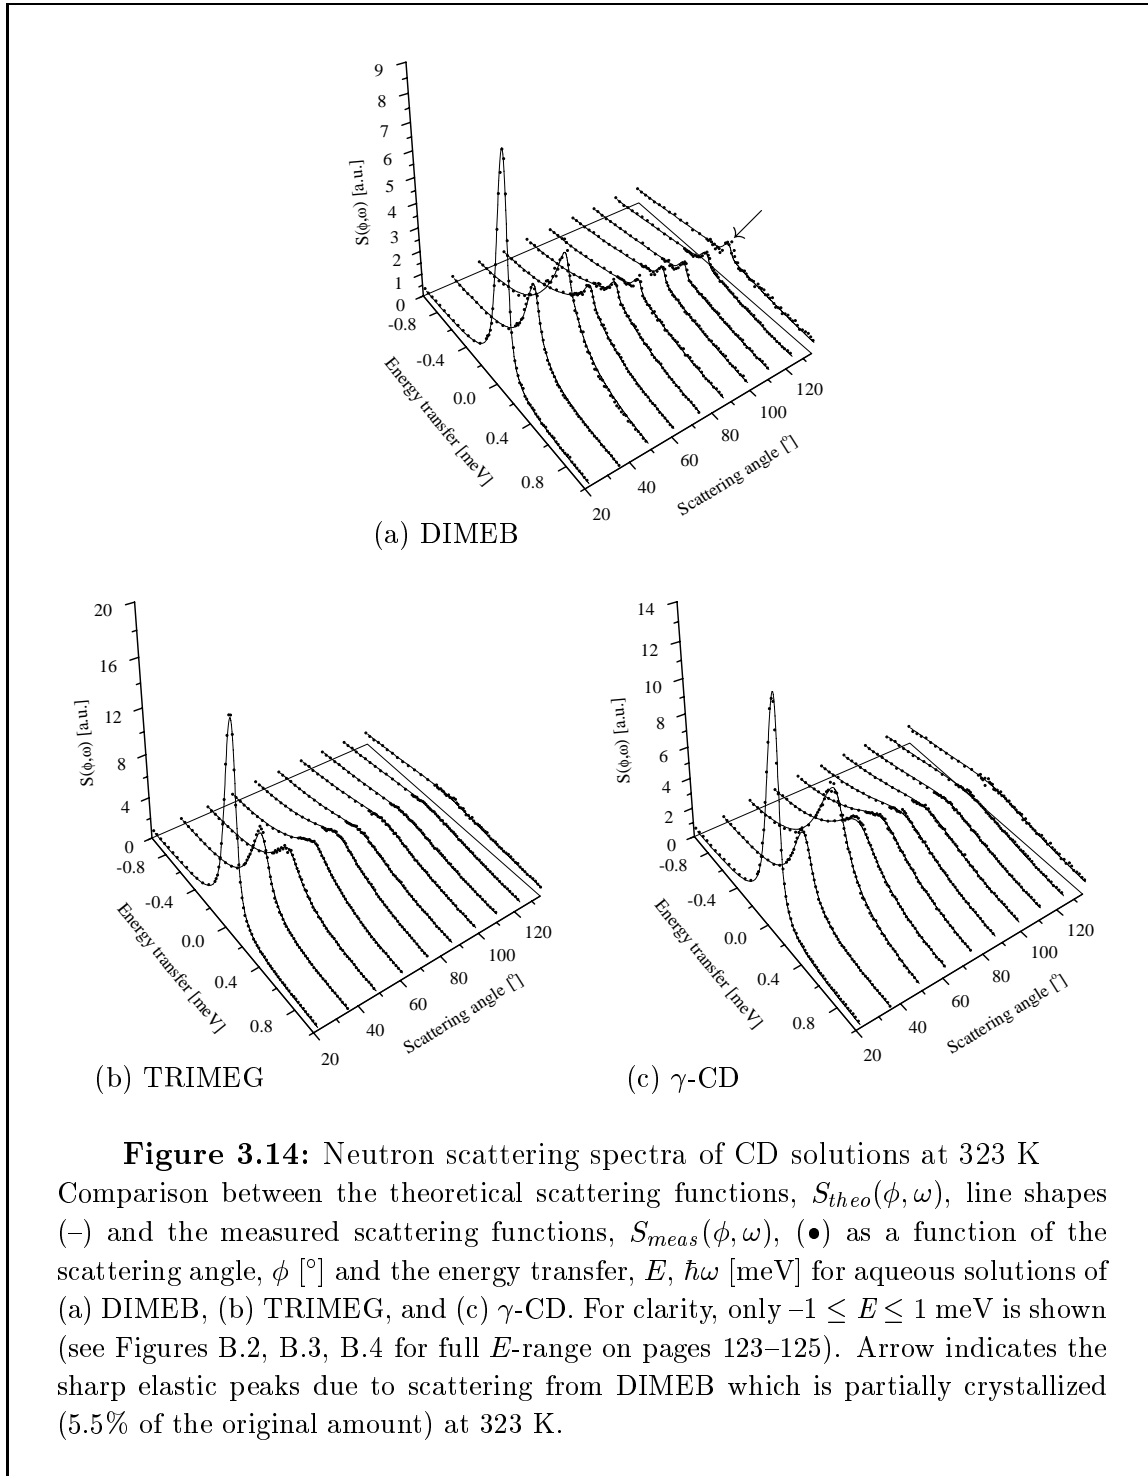 9
8
7
6
5
4
3
2
1
0
S(ϕ,ω) [a.u.]
-0.8
-0.4
0.0
0.4
0.8
Energy transfer [meV]
20
40
60
80
100
120
Scattering angle [°]
(a) DIMEB
20
16
12
8
4
0
S(ϕ,ω) [a.u.]
-0.8
-0.4
0.0
0.4
0.8
Energy transfer [meV]
20
40
60
80
100
120
Scattering angle [°]
(b) TRIMEG
14
12
10
8
6
4
2
0
S(ϕ,ω) [a.u.]
-0.8
-0.4
0.0
0.4
0.8
Energy transfer [meV]
20
40
60
80
100
120
Scattering angle [°]
(c) γ-CD
Figure 3.14: Neutron scattering spectra of CD solutions at 323 K
Comparison between the theoretical scattering functions, S_theo(ϕ, ω), line shapes
(–) and the measured scattering functions, S_meas(ϕ, ω), (•) as a function of the
scattering angle, ϕ [°] and the energy transfer, E, ℏω [meV] for aqueous solutions of
(a) DIMEB, (b) TRIMEG, and (c) γ-CD. For clarity, only –1 ≤ E ≤ 1 meV is shown
(see Figures B.2, B.3, B.4 for full E-range on pages 123–125). Arrow indicates the
sharp elastic peaks due to scattering from DIMEB which is partially crystallized
(5.5% of the original amount) at 323 K.